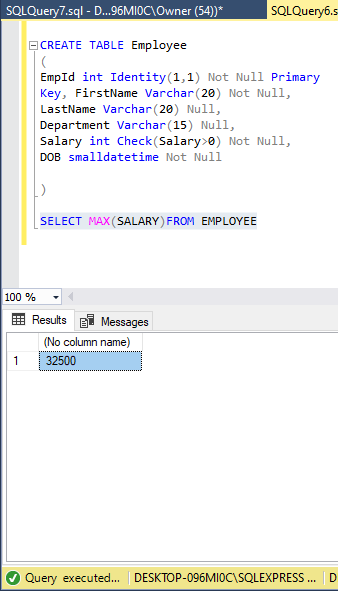 SQLQuery7.sql - D...96MI0C\Owner (54))*
SQLQuery6.s
CREATE TABLE Employee
(
EmpId int Identity(1,1) Not Null Primary
Key, FirstName Varchar(20) Not Null,
LastName Varchar(20) Null,
Department Varchar(15) Null,
Salary int Check(Salary>0) Not Null,
DOB smalldatetime Not Null
)
SELECT MAX(SALARY)FROM EMPLOYEE
100 %
Results
Messages
(No column name)
1 32500
Query executed... DESKTOP-096MI0C\SQLEXPRESS ... D